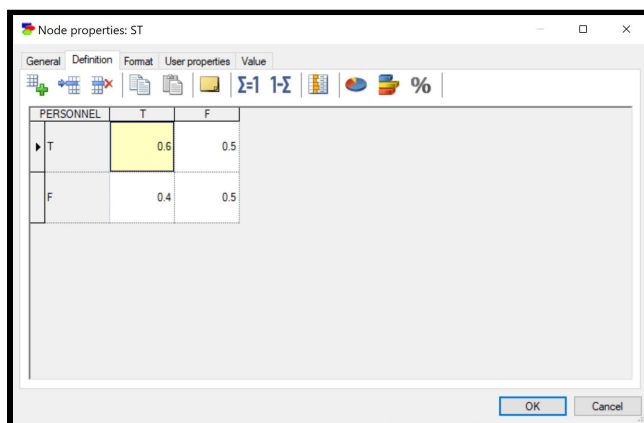 Node properties: ST
General Definition Format User properties Value
Σ=1 1-Σ %
PERSONNEL T F
T 0.6 0.5
F 0.4 0.5
OK Cancel